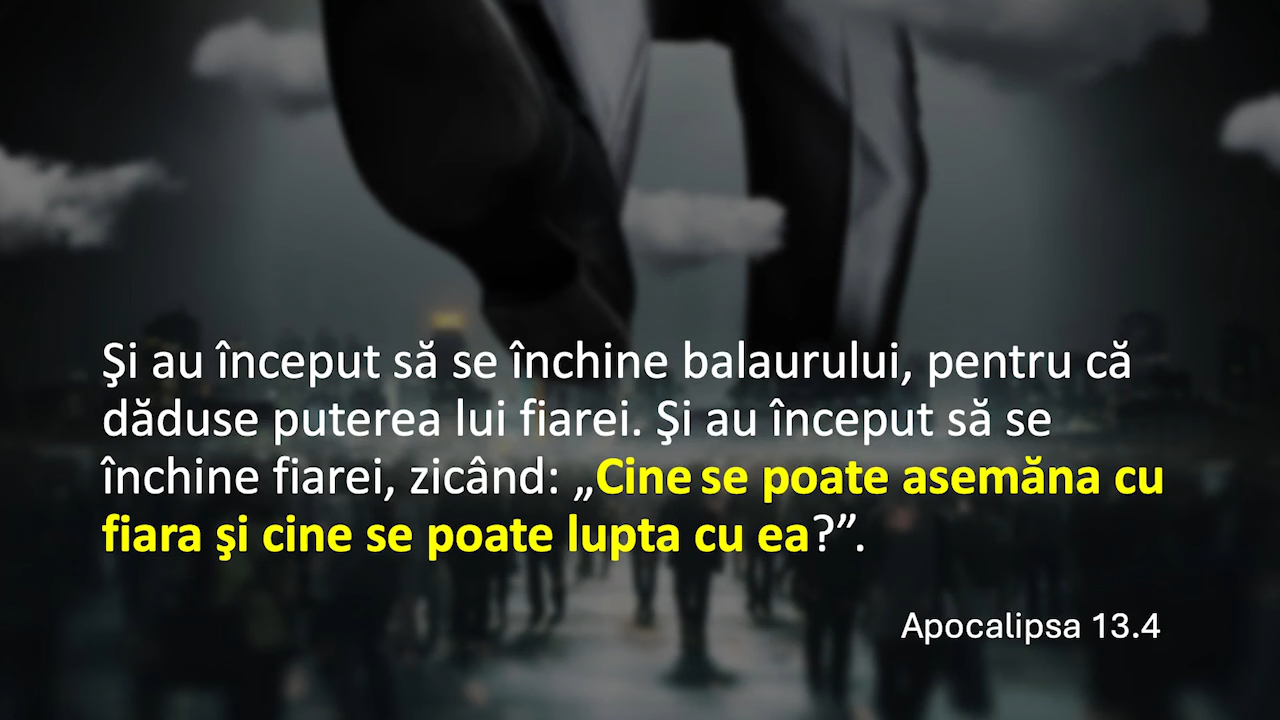 Şi au început să se închine balaurului, pentru că
dăduse puterea lui fiarei. Şi au început să se
închine fiarei, zicând: „Cine se poate asemăna cu
fiara şi cine se poate lupta cu ea?”.
Apocalipsa 13.4